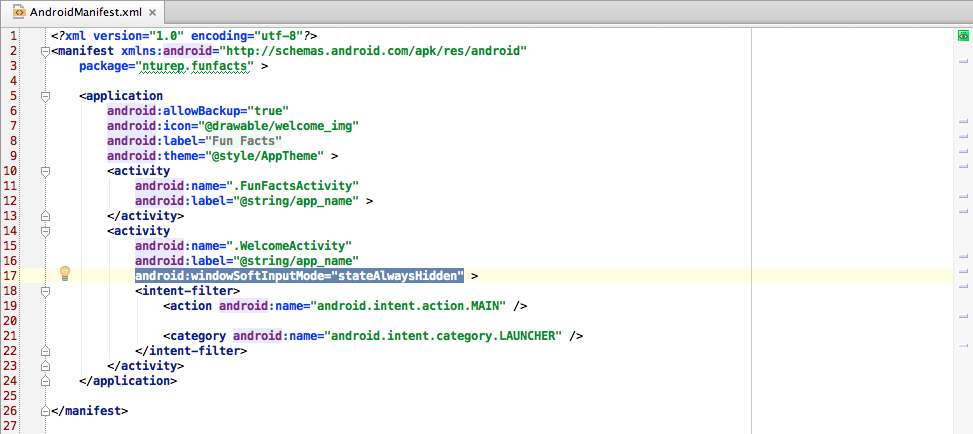 AndroidManifest.xml ×
1 <?xml version="1.0" encoding="utf-8"?>
2 <manifest xmlns:android="http://schemas.android.com/apk/res/android"
3 package="nturep.funfacts" >
4
5 <application
6 android:allowBackup="true"
7 android:icon="@drawable/welcome_img"
8 android:label="Fun Facts"
9 android:theme="@style/AppTheme" >
10 <activity
11 android:name=".FunFactsActivity"
12 android:label="@string/app_name" >
13 </activity>
14 <activity
15 android:name=".WelcomeActivity"
16 android:label="@string/app_name"
17 android:windowSoftInputMode="stateAlwaysHidden" >
18 <intent-filter>
19 <action android:name="android.intent.action.MAIN" />
20
21 <category android:name="android.intent.category.LAUNCHER" />
22 </intent-filter>
23 </activity>
24 </application>
25
26 </manifest>
27